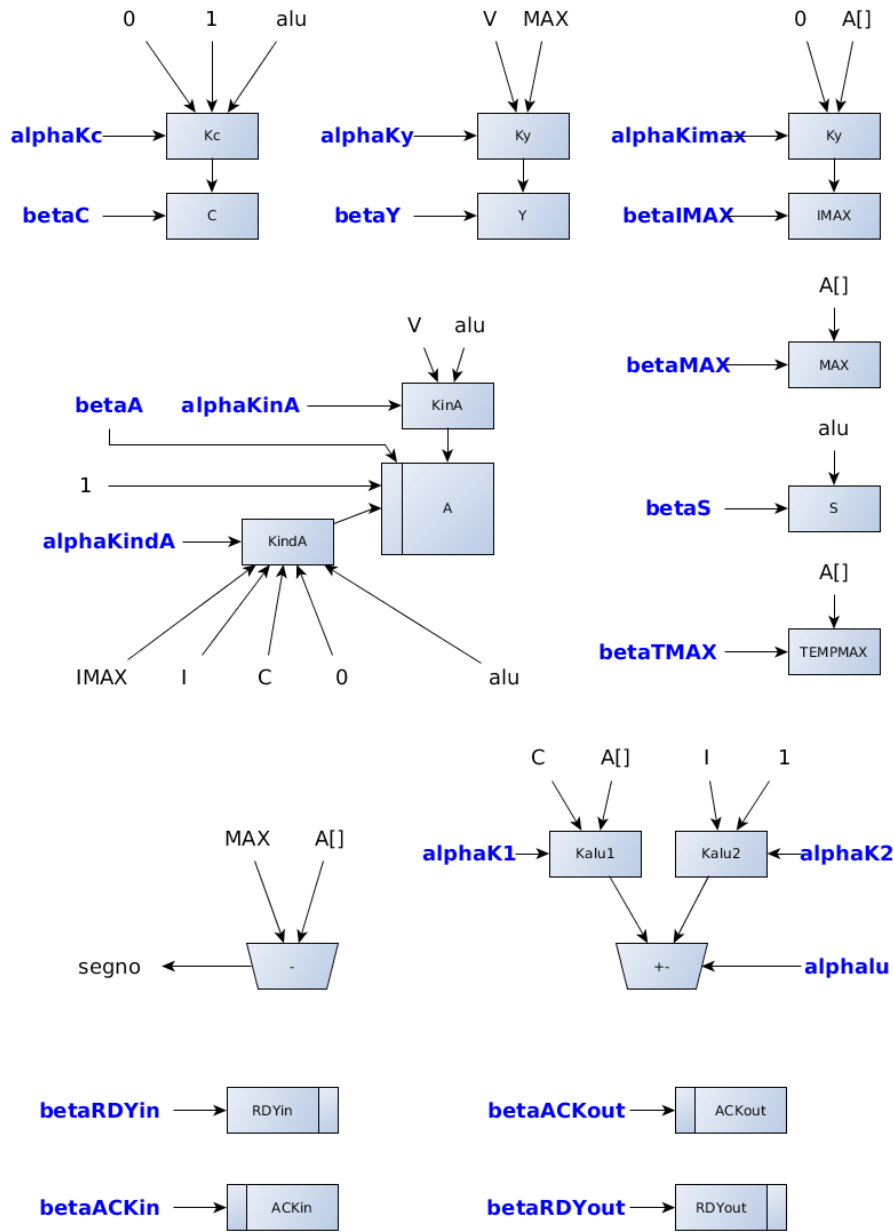 0 1 alu
V MAX
0 A[]
alphaKc Kc
alphaKy Ky
alphaKimax Ky
betaC C
betaY Y
betaIMAX IMAX
A[]
V alu
betaMAX MAX
betaA alphaKinA KinA
alu
1 A
betaS S
alphaKindA KindA
A[]
betaTMAX TEMPMAX
IMAX I C 0 alu
C A[] I 1
MAX A[]
alphaK1 Kalu1 Kalu2 alphaK2
segno -
+- alphalu
betaRDYin RDYin
betaACKout ACKout
betaACKin ACKin
betaRDYout RDYout